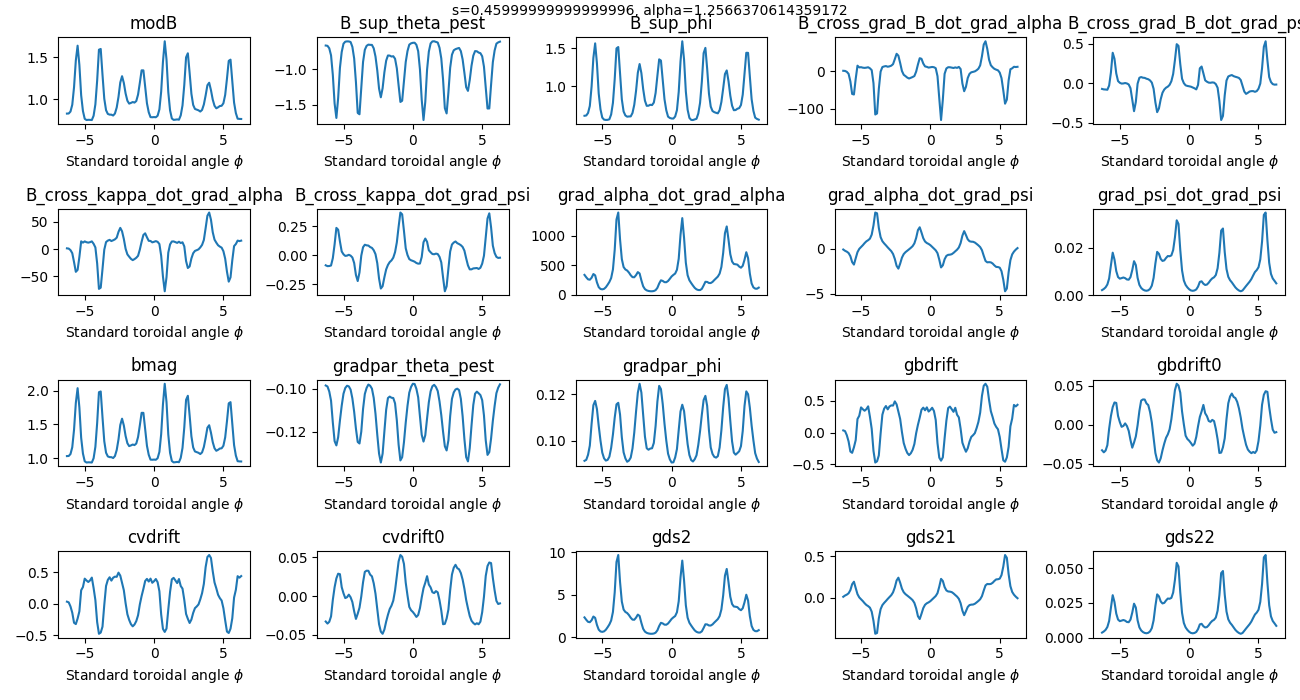 s=0.45999999999999996, alpha=1.2566370614359172
modB
B_sup_theta_pest
B_sup_phi
B_cross_grad_B_dot_grad_alpha
B_cross_grad_B_dot_grad_ps
1.5
1.0
−5
0
5
Standard toroidal angle ϕ
−1.0
−1.5
−5
0
5
Standard toroidal angle ϕ
1.5
1.0
−5
0
5
Standard toroidal angle ϕ
0
−100
−5
0
5
Standard toroidal angle ϕ
0.5
0.0
−0.5
−5
0
5
Standard toroidal angle ϕ
B_cross_kappa_dot_grad_alpha
B_cross_kappa_dot_grad_psi
grad_alpha_dot_grad_alpha
grad_alpha_dot_grad_psi
grad_psi_dot_grad_psi
50
0
−50
−5
0
5
Standard toroidal angle ϕ
0.25
0.00
−0.25
−5
0
5
Standard toroidal angle ϕ
1000
500
0
−5
0
5
Standard toroidal angle ϕ
0
−5
−5
0
5
Standard toroidal angle ϕ
0.02
0.00
−5
0
5
Standard toroidal angle ϕ
bmag
gradpar_theta_pest
gradpar_phi
gbdrift
gbdrift0
2.0
1.5
1.0
−5
0
5
Standard toroidal angle ϕ
−0.10
−0.12
−5
0
5
Standard toroidal angle ϕ
0.12
0.10
−5
0
5
Standard toroidal angle ϕ
0.5
0.0
−0.5
−5
0
5
Standard toroidal angle ϕ
0.05
0.00
−0.05
−5
0
5
Standard toroidal angle ϕ
cvdrift
cvdrift0
gds2
gds21
gds22
0.5
0.0
−0.5
−5
0
5
Standard toroidal angle ϕ
0.05
0.00
−0.05
−5
0
5
Standard toroidal angle ϕ
10
5
0
−5
0
5
Standard toroidal angle ϕ
0.5
0.0
−5
0
5
Standard toroidal angle ϕ
0.050
0.025
0.000
−5
0
5
Standard toroidal angle ϕ